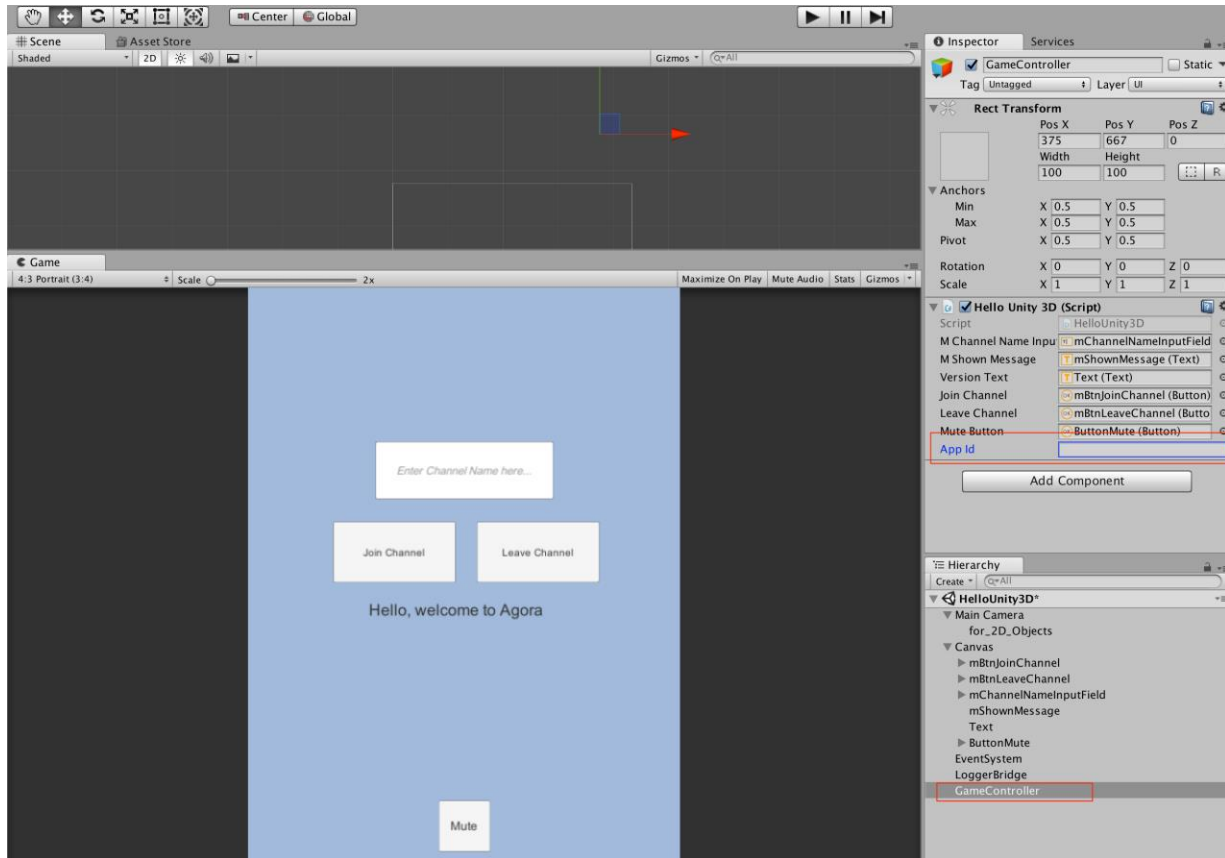 Center Global
Scene Asset Store
Shaded 2D Gizmos All
Game
4:3 Portrait (3:4) Scale 2x Maximize On Play Mute Audio Stats Gizmos
Enter Channel Name here...
Join Channel Leave Channel
Hello, welcome to Agora
Mute
Inspector Services
GameController Static
Tag Untagged Layer UI
Rect Transform
Pos X Pos Y Pos Z
375 667 0
Width Height
100 100
R
Anchors
Min X 0.5 Y 0.5
Max X 0.5 Y 0.5
Pivot X 0.5 Y 0.5
Rotation X 0 Y 0 Z 0
Scale X 1 Y 1 Z 1
Hello Unity 3D (Script)
Script HelloUnity3D
M Channel Name Inpu mChannelNameInputField
M Shown Message mShownMessage (Text)
Version Text Text (Text)
Join Channel mBtnJoinChannel (Button)
Leave Channel mBtnLeaveChannel (Butto
Mute Button ButtonMute (Button)
App Id
Add Component
Hierarchy
Create All
HelloUnity3D*
Main Camera
for_2D_Objects
Canvas
mBtnJoinChannel
mBtnLeaveChannel
mChannelNameInputField
mShownMessage
Text
ButtonMute
EventSystem
LoggerBridge
GameController